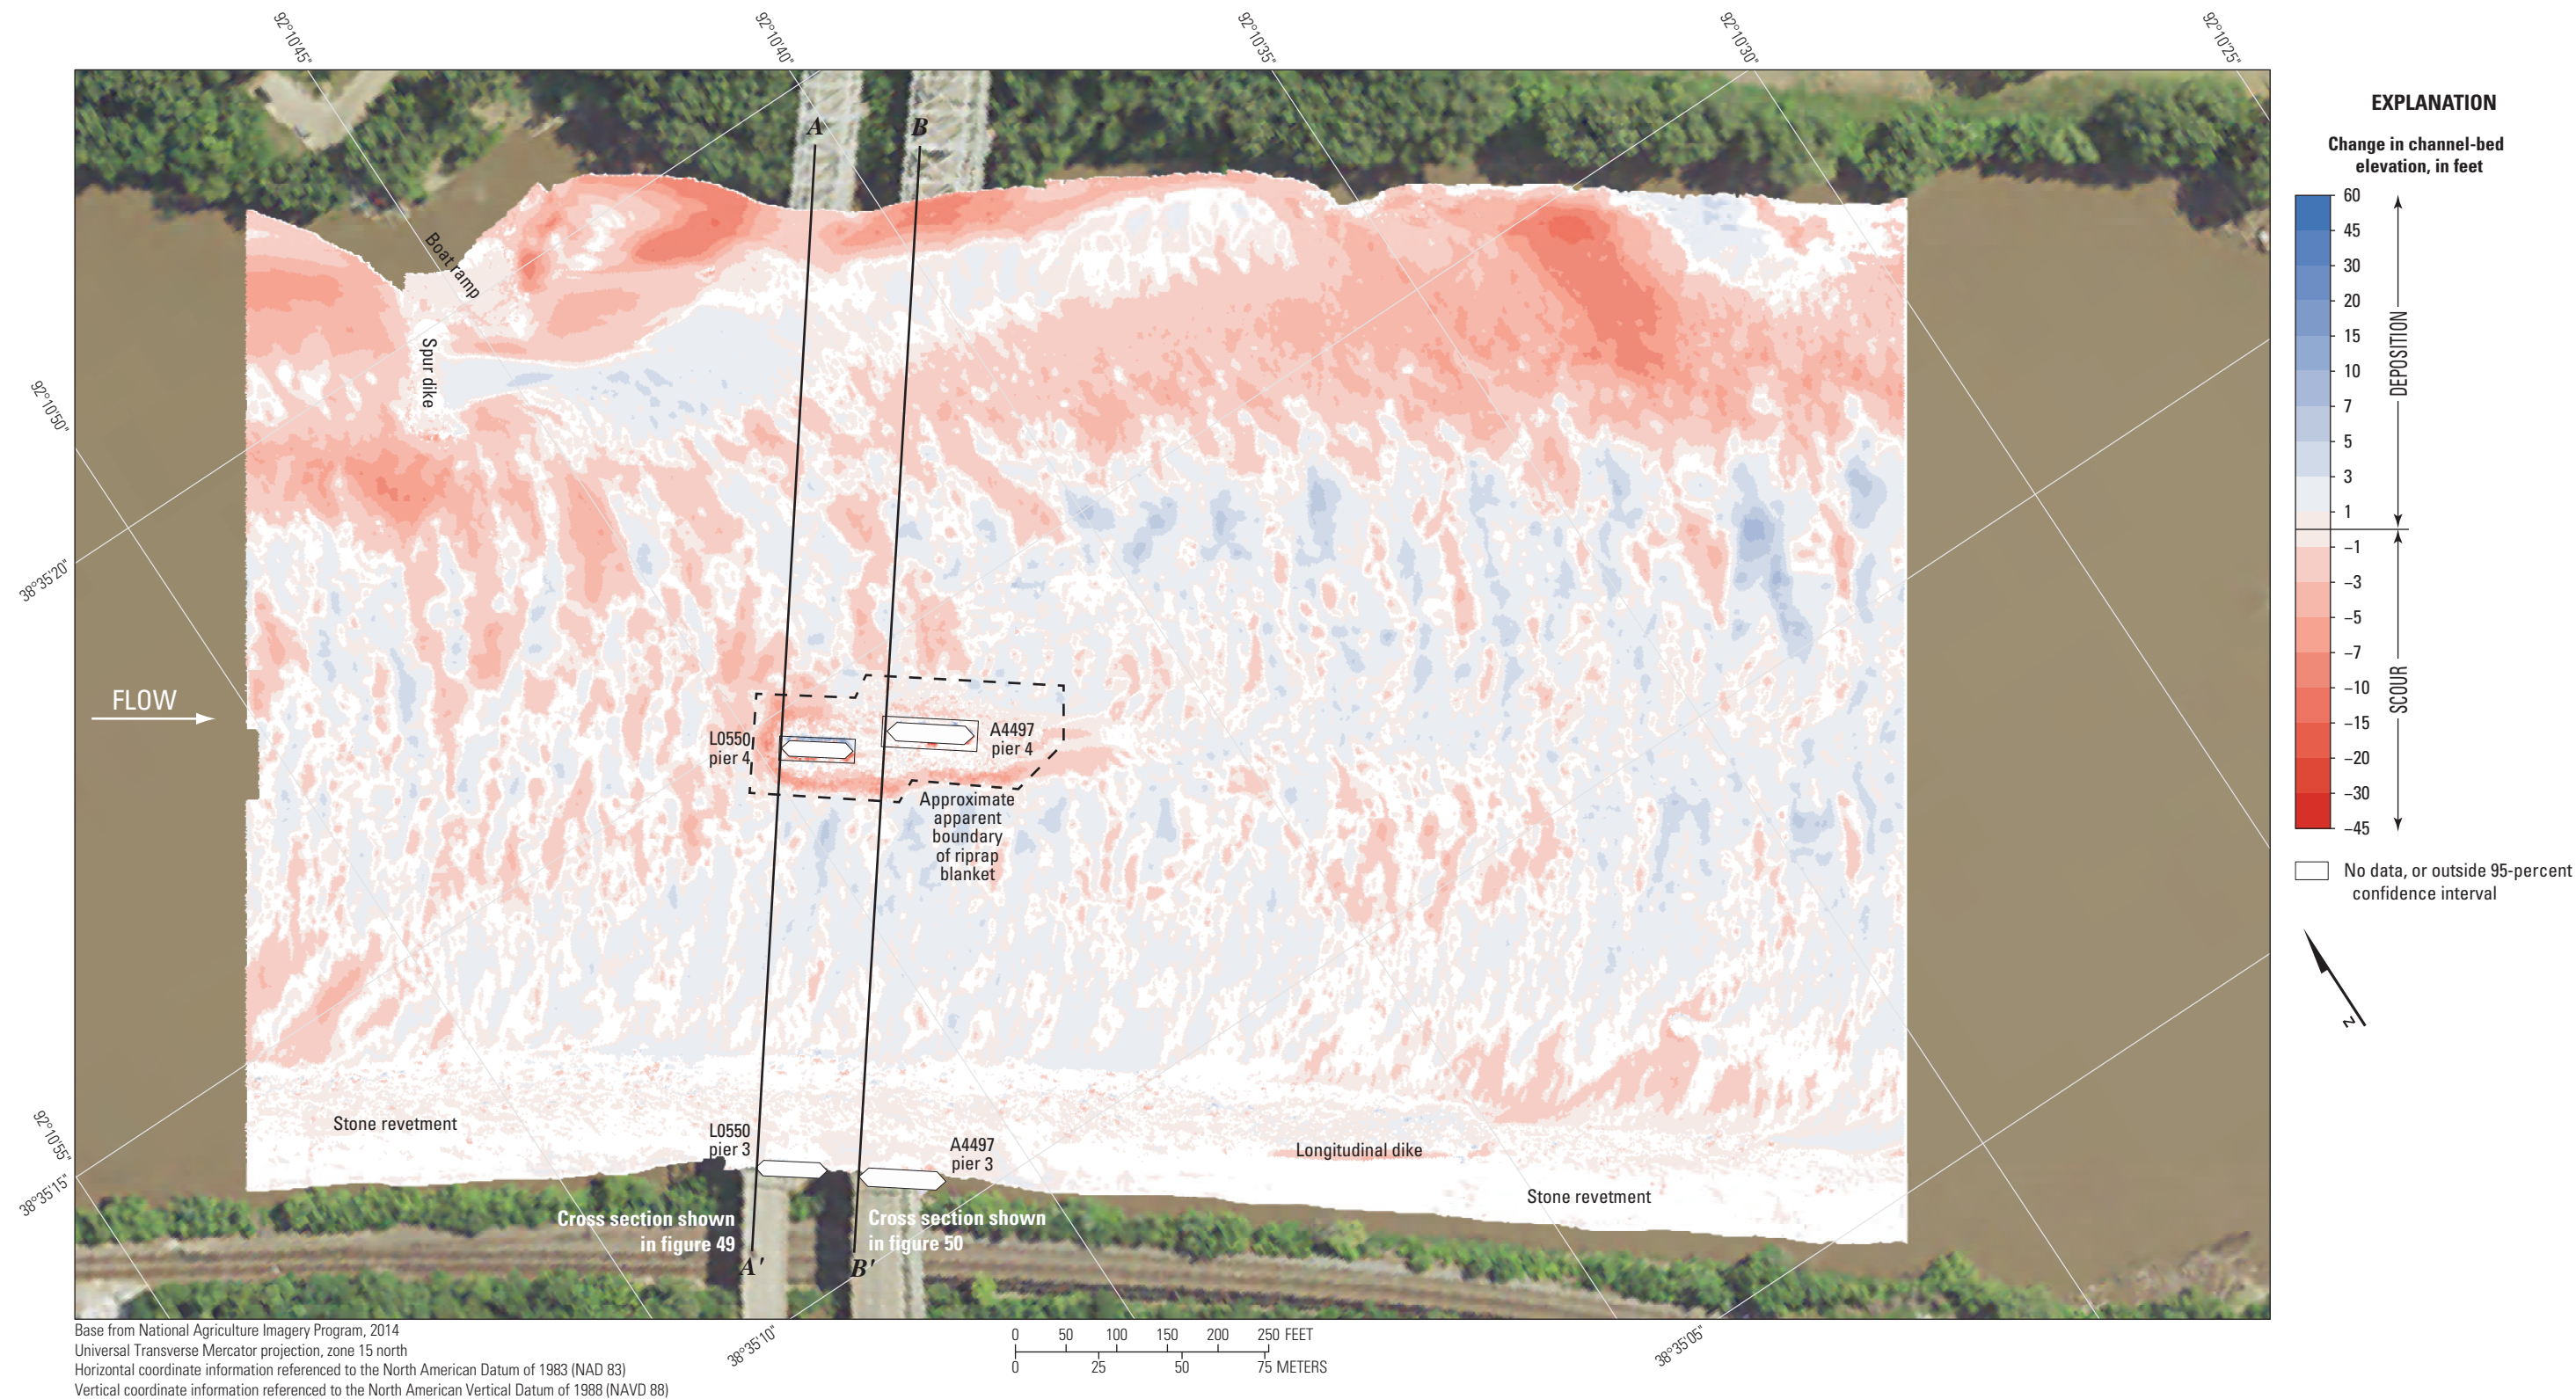 92°10'45"
92°10'40"
92°10'35"
92°10'30"
92°10'25"
A
B
Boat ramp
Spur dike
92°10'50"
38°35'20"
FLOW
L0550
pier 4
A4497
pier 4
Approximate
apparent
boundary
of riprap
blanket
92°10'55"
38°35'15"
Stone revetment
L0550
pier 3
A4497
pier 3
Longitudinal dike
Stone revetment
Cross section shown
in figure 49
Cross section shown
in figure 50
A'
B'
38°35'10"
38°35'05"
EXPLANATION
Change in channel-bed
elevation, in feet
60
45
30
20
15
10
7
5
3
1
–1
–3
–5
–7
–10
–15
–20
–30
–45
DEPOSITION
SCOUR
No data, or outside 95-percent
confidence interval
N
Base from National Agriculture Imagery Program, 2014
Universal Transverse Mercator projection, zone 15 north
Horizontal coordinate information referenced to the North American Datum of 1983 (NAD 83)
Vertical coordinate information referenced to the North American Vertical Datum of 1988 (NAVD 88)
0 50 100 150 200 250 FEET
0 25 50 75 METERS